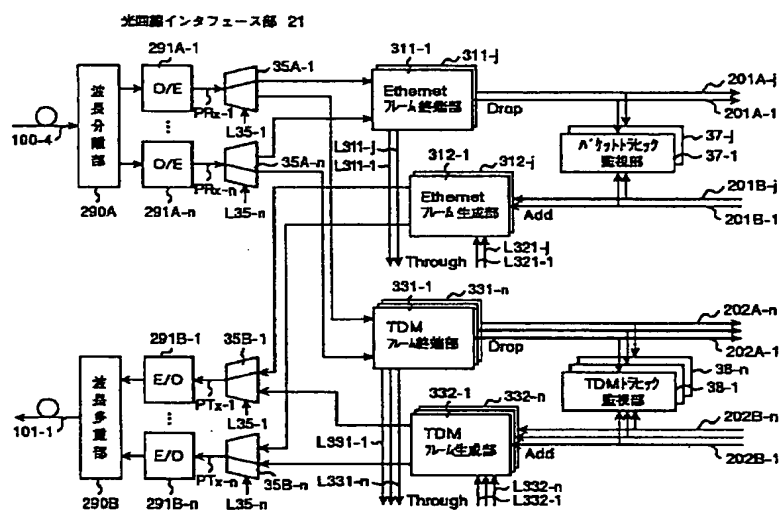 光回線インタフェース部 21
291A-1
35A-1
311-1
311-j
波長分離部
O/E
PRx-1
L35-1
Ethernet
フレーム終端部
Drop
201A-j
201A-1
100-4
290A
O/E
PRx-n
35A-n
291A-n
L35-n
L311-j
L311-1
312-1
312-j
Ethernet
フレーム生成部
パケットトラヒック
監視部
37-j
37-1
201B-j
Add
201B-1
L321-j
L321-1
Through
331-1
331-n
TDM
フレーム終端部
202A-n
Drop
202A-1
291B-1
35B-1
波長多重部
E/O
PTx-1
L35-1
TDMトラヒック
監視部
38-n
38-1
332-1
332-n
TDM
フレーム生成部
202B-n
Add
202B-1
101-1
290B
E/O
PTx-n
35B-n
291B-n
L35-n
L331-1
L331-n
Through
L332-n
L332-1